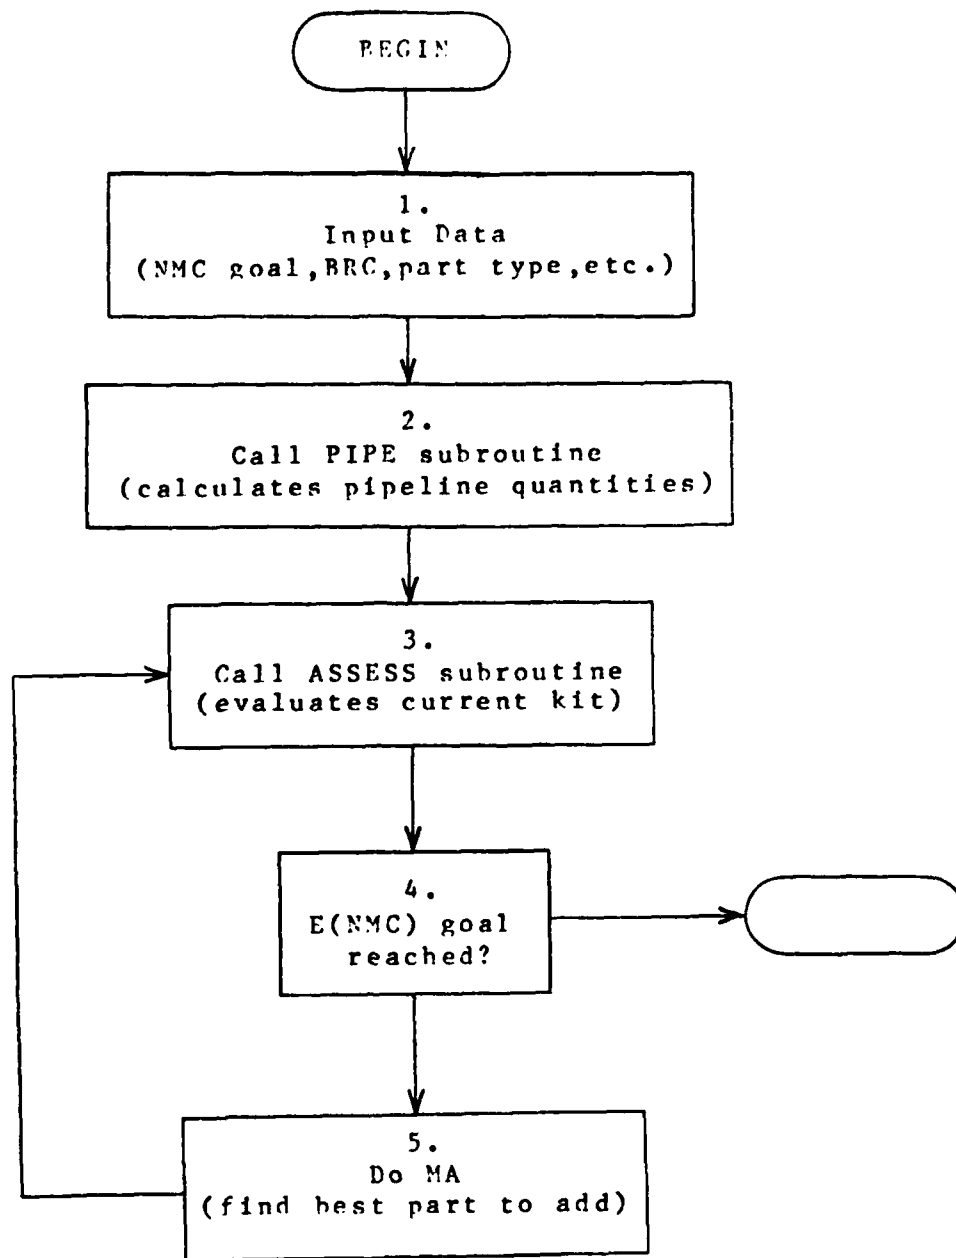 BEGIN
1.
Input Data
(NMC goal,BRC,part type,etc.)
2.
Call PIPE subroutine
(calculates pipeline quantities)
3.
Call ASSESS subroutine
(evaluates current kit)
4.
E(NMC) goal
reached?
5.
Do MA
(find best part to add)